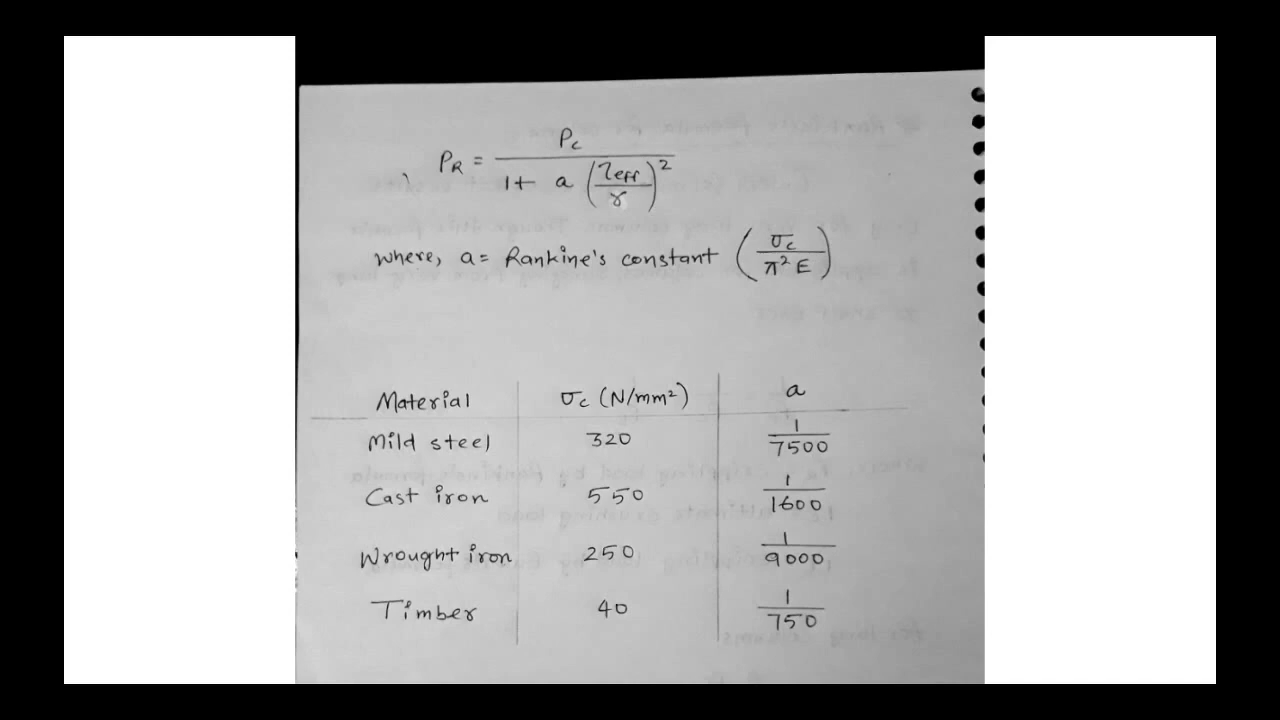 P_R = P_c / (1 + a (l_eff / r)^2)
where, a = Rankine's constant (σ_c / π² E)
Material σ_c (N/mm²) a
Mild steel 320 1/7500
Cast iron 550 1/1600
Wrought iron 250 1/9000
Timber 40 1/750